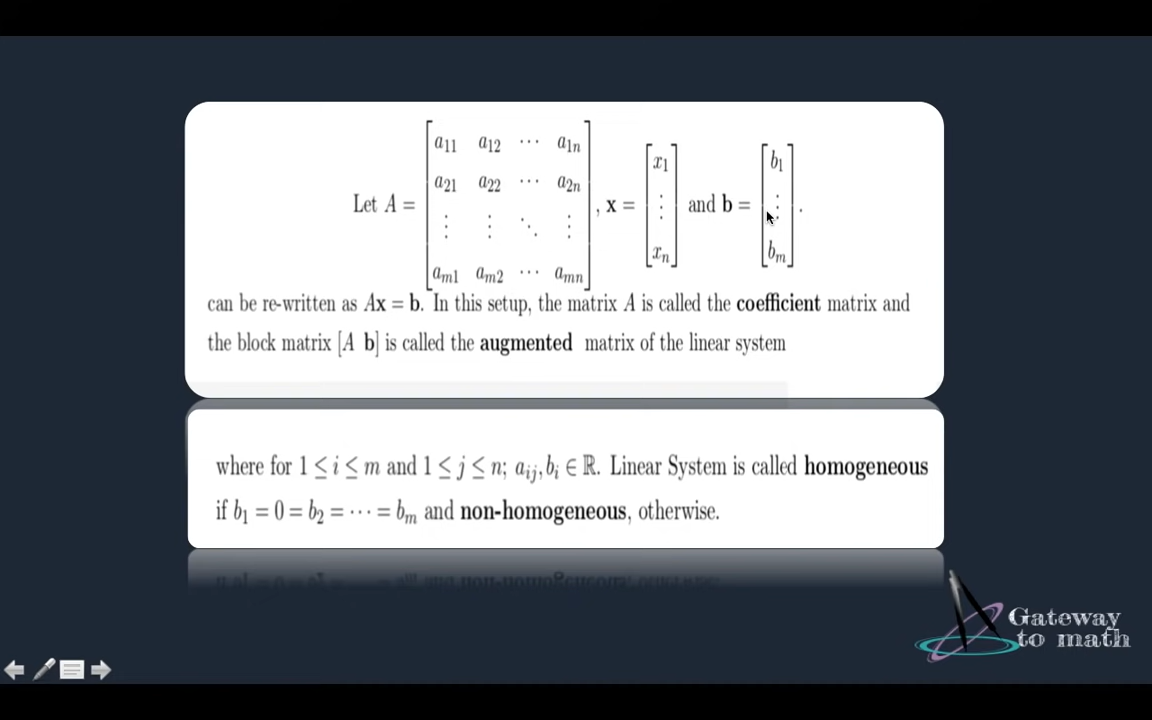 Let A = [a11 a12 ⋯ a1n
a21 a22 ⋯ a2n
⋮ ⋮ ⋱ ⋮
am1 am2 ⋯ amn], x = [x1 ⋮ xn] and b = [b1 ⋮ bm].
can be re-written as Ax = b. In this setup, the matrix A is called the coefficient matrix and
the block matrix [A b] is called the augmented matrix of the linear system
where for 1 ≤ i ≤ m and 1 ≤ j ≤ n; aij, bi ∈ ℝ. Linear System is called homogeneous
if b1 = 0 = b2 = ⋯ = bm and non-homogeneous, otherwise.
Gateway
to math